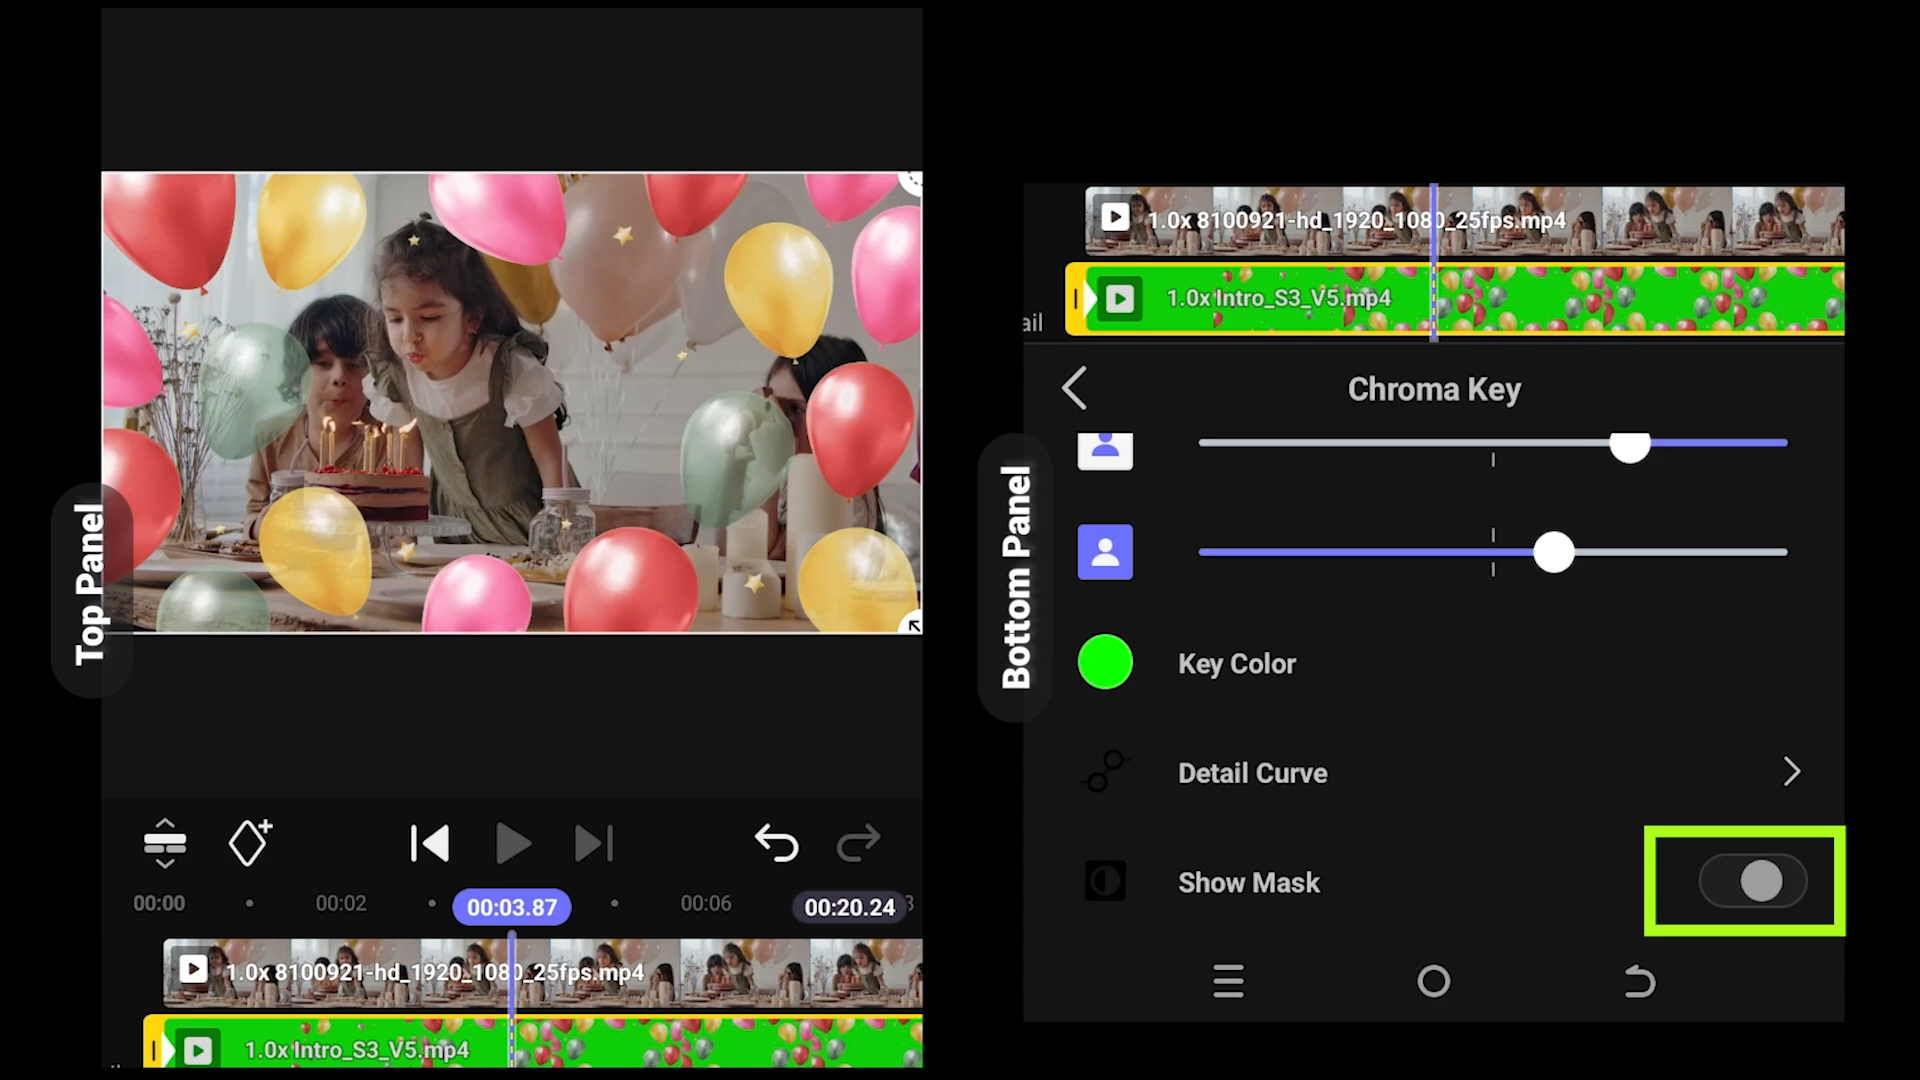 Top Panel
00:00
00:02
00:03.87
00:06
00:20.24
1.0x 8100921-hd_1920_1080_25fps.mp4
1.0x Intro_S3_V5.mp4
Bottom Panel
1.0x 8100921-hd_1920_1080_25fps.mp4
1.0x Intro_S3_V5.mp4
ail
Chroma Key
Key Color
Detail Curve
Show Mask